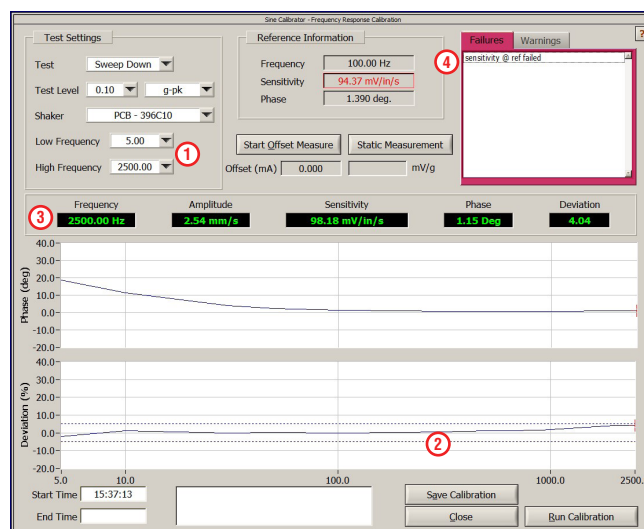 Sine Calibrator - Frequency Response Calibration
Test Settings
Test Sweep Down
Test Level 0.10 g-pk
Shaker PCB - 396C10
Low Frequency 5.00
High Frequency 2500.00
1
Reference Information
Frequency 100.00 Hz
Sensitivity 94.37 mV/in/s
Phase 1.390 deg.
Start Offset Measure Static Measurement
Offset (mA) 0.000 mV/g
?
Failures Warnings
4
sensitivity @ ref failed
3
Frequency Amplitude Sensitivity Phase Deviation
2500.00 Hz 2.54 mm/s 98.18 mV/in/s 1.15 Deg 4.04
Phase (deg)
40.0
30.0
20.0
10.0
0.0
-10.0
-20.0
Deviation (%)
40.0
30.0
20.0
10.0
0.0
-10.0
-20.0
2
5.0 10.0 100.0 1000.0 2500.
Start Time 15:37:13
End Time
Save Calibration
Close Run Calibration